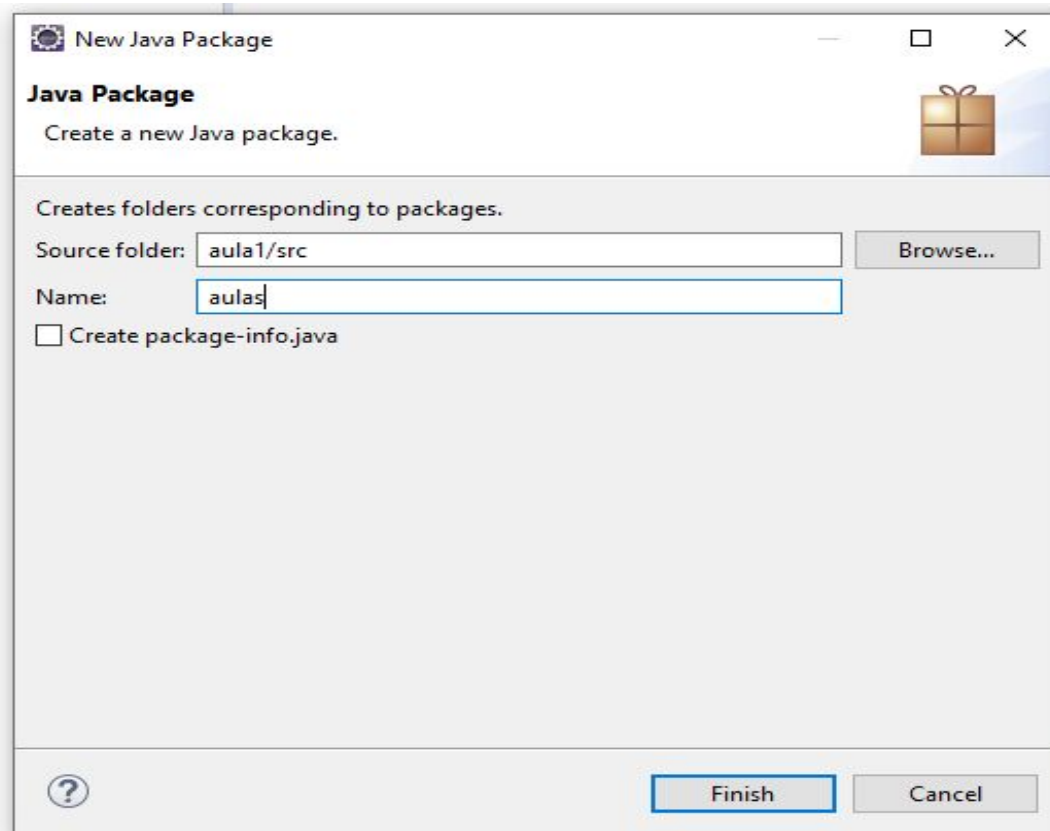 New Java Package
Java Package
Create a new Java package.
Creates folders corresponding to packages.
Source folder: aula1/src Browse...
Name: aulas
Create package-info.java
? Finish Cancel